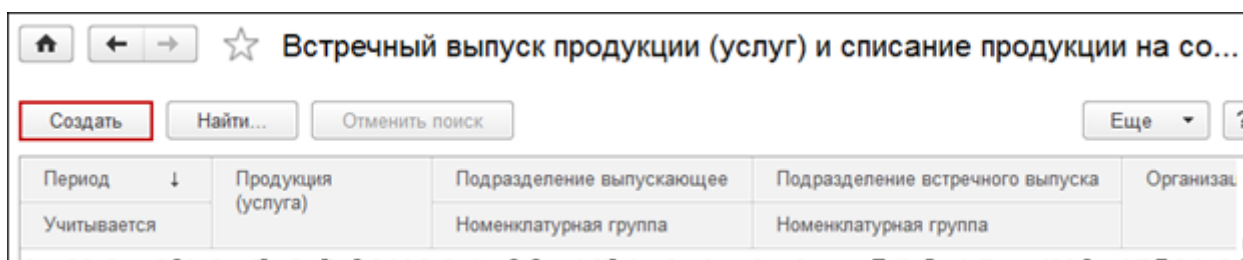 Встречный выпуск продукции (услуг) и списание продукции на со...
Создать Найти... Отменить поиск Еще
Период ↓ Продукция (услуга) Подразделение выпускающее Подразделение встречного выпуска
Учитывается Номенклатурная группа Номенклатурная группа